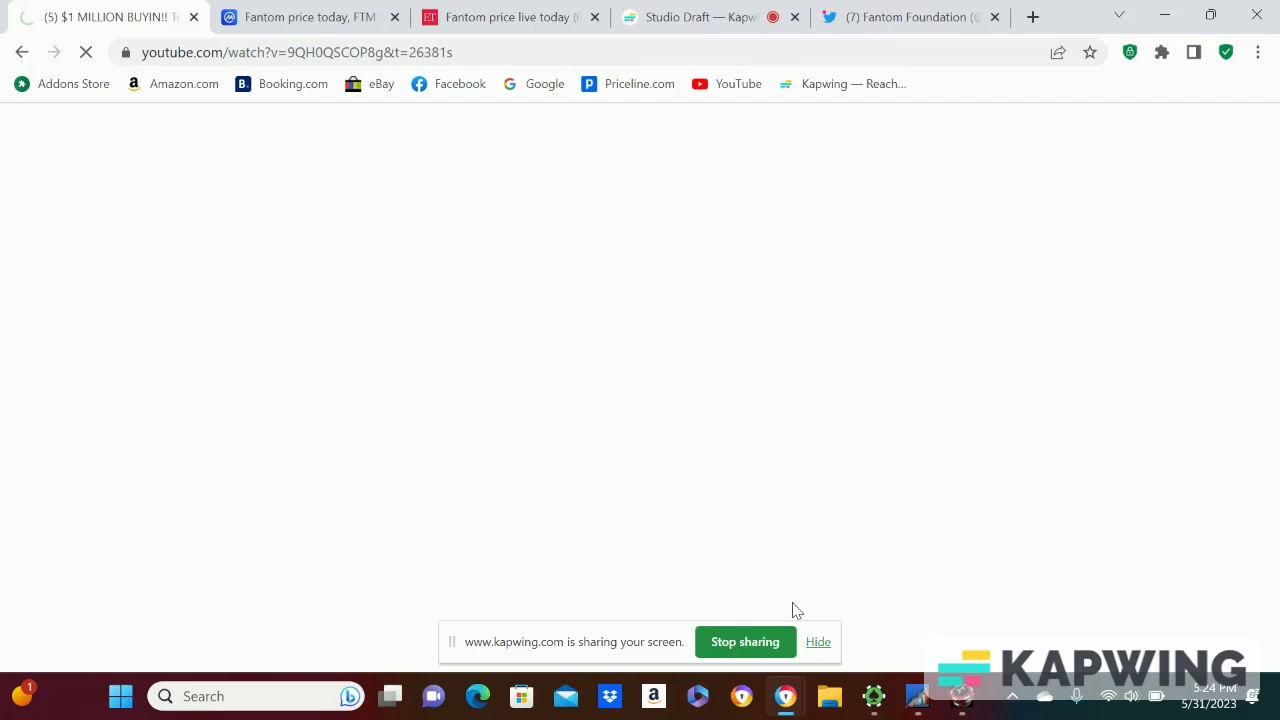 (5) $1 MILLION BUYIN!! T
Fantom price today, FTM
Fantom price live today (
Studio Draft — Kapw
(7) Fantom Foundation (@
youtube.com/watch?v=9QH0QSCOP8g&t=26381s
Addons Store
Amazon.com
Booking.com
eBay
Facebook
Google
Priceline.com
YouTube
Kapwing — Reach...
www.kapwing.com is sharing your screen.
Stop sharing
Hide
KAPWING
1
Search
5:24 PM
5/31/2023